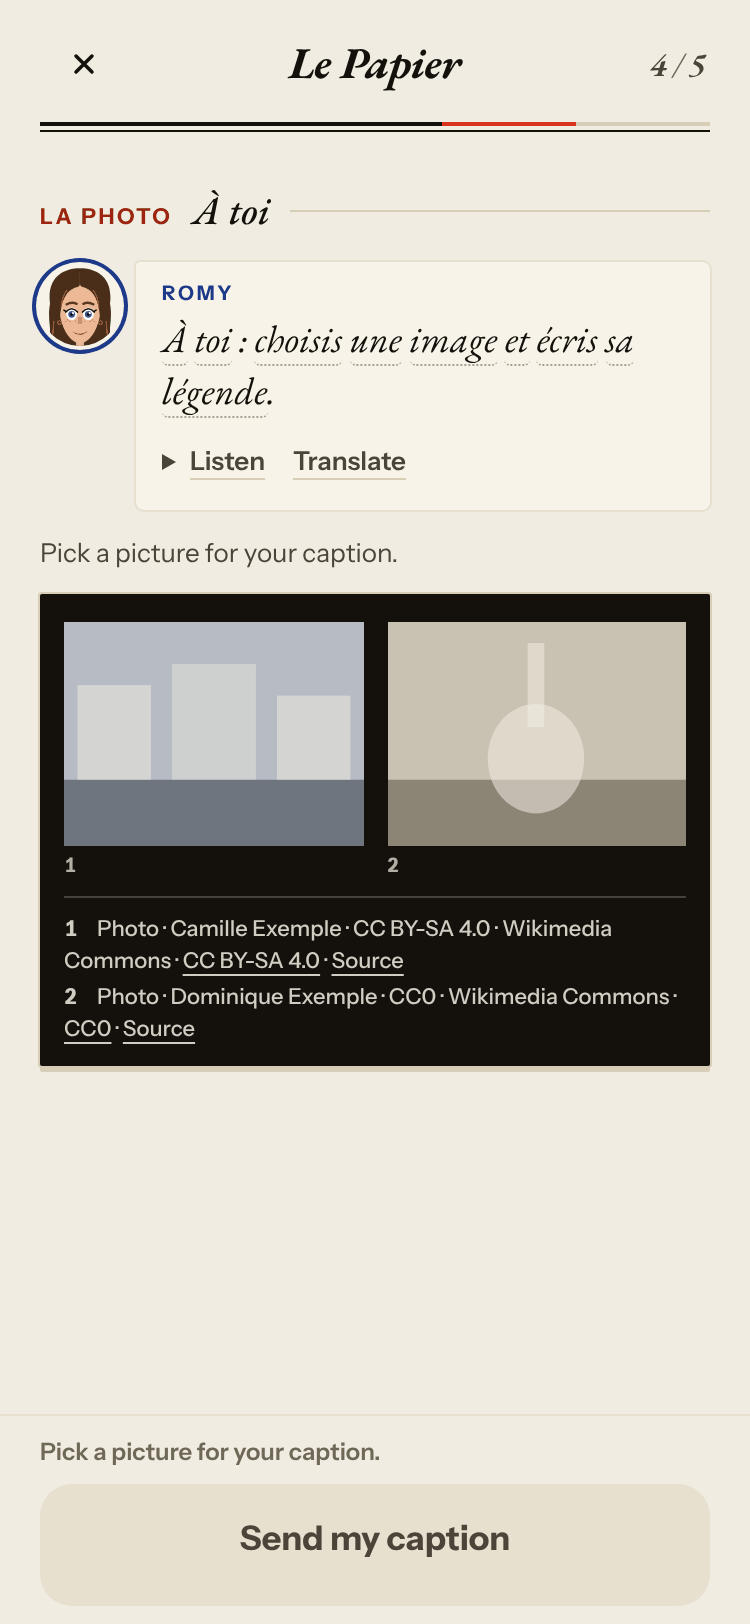 ✕ Le Papier 4/5
LA PHOTO À toi
ROMY
À toi : choisis une image et écris sa
légende.
▶ Listen Translate
Pick a picture for your caption.
1 2
1 Photo · Camille Exemple · CC BY-SA 4.0 · Wikimedia
Commons · CC BY-SA 4.0 · Source
2 Photo · Dominique Exemple · CC0 · Wikimedia Commons ·
CC0 · Source
Pick a picture for your caption.
Send my caption